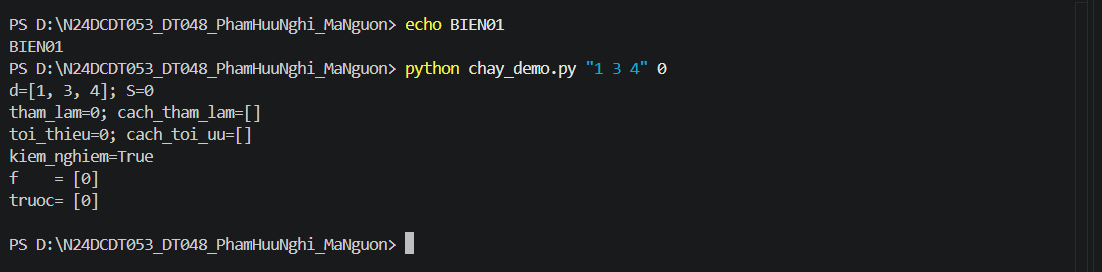 PS D:\N24DCDT053_DT048_PhamHuuNghi_MaNguon> echo BIEN01
BIEN01
PS D:\N24DCDT053_DT048_PhamHuuNghi_MaNguon> python chay_demo.py "1 3 4" 0
d=[1, 3, 4]; S=0
tham_lam=0; cach_tham_lam=[]
toi_thieu=0; cach_toi_uu=[]
kiem_nghiem=True
f    = [0]
truoc= [0]
PS D:\N24DCDT053_DT048_PhamHuuNghi_MaNguon>